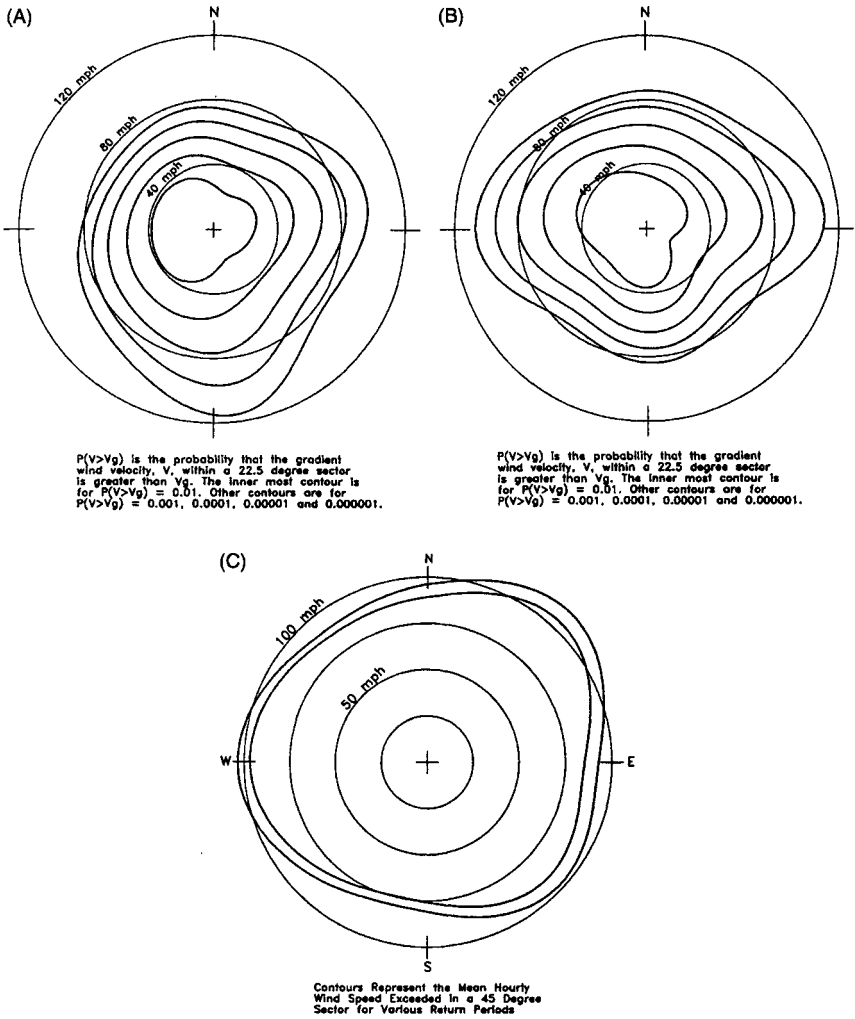 (A)
N
120 mph
80 mph
40 mph
P(V>Vg) is the probability that the gradient
wind velocity, V, within a 22.5 degree sector
is greater than Vg. The inner most contour is
for P(V>Vg) = 0.01. Other contours are for
P(V>Vg) = 0.001, 0.0001, 0.00001 and 0.000001.
(B)
N
120 mph
80 mph
40 mph
P(V>Vg) is the probability that the gradient
wind velocity, V, within a 22.5 degree sector
is greater than Vg. The inner most contour is
for P(V>Vg) = 0.01. Other contours are for
P(V>Vg) = 0.001, 0.0001, 0.00001 and 0.000001.
(C)
N
100 mph
50 mph
W
E
S
Contours Represent the Mean Hourly
Wind Speed Exceeded in a 45 Degree
Sector for Various Return Periods